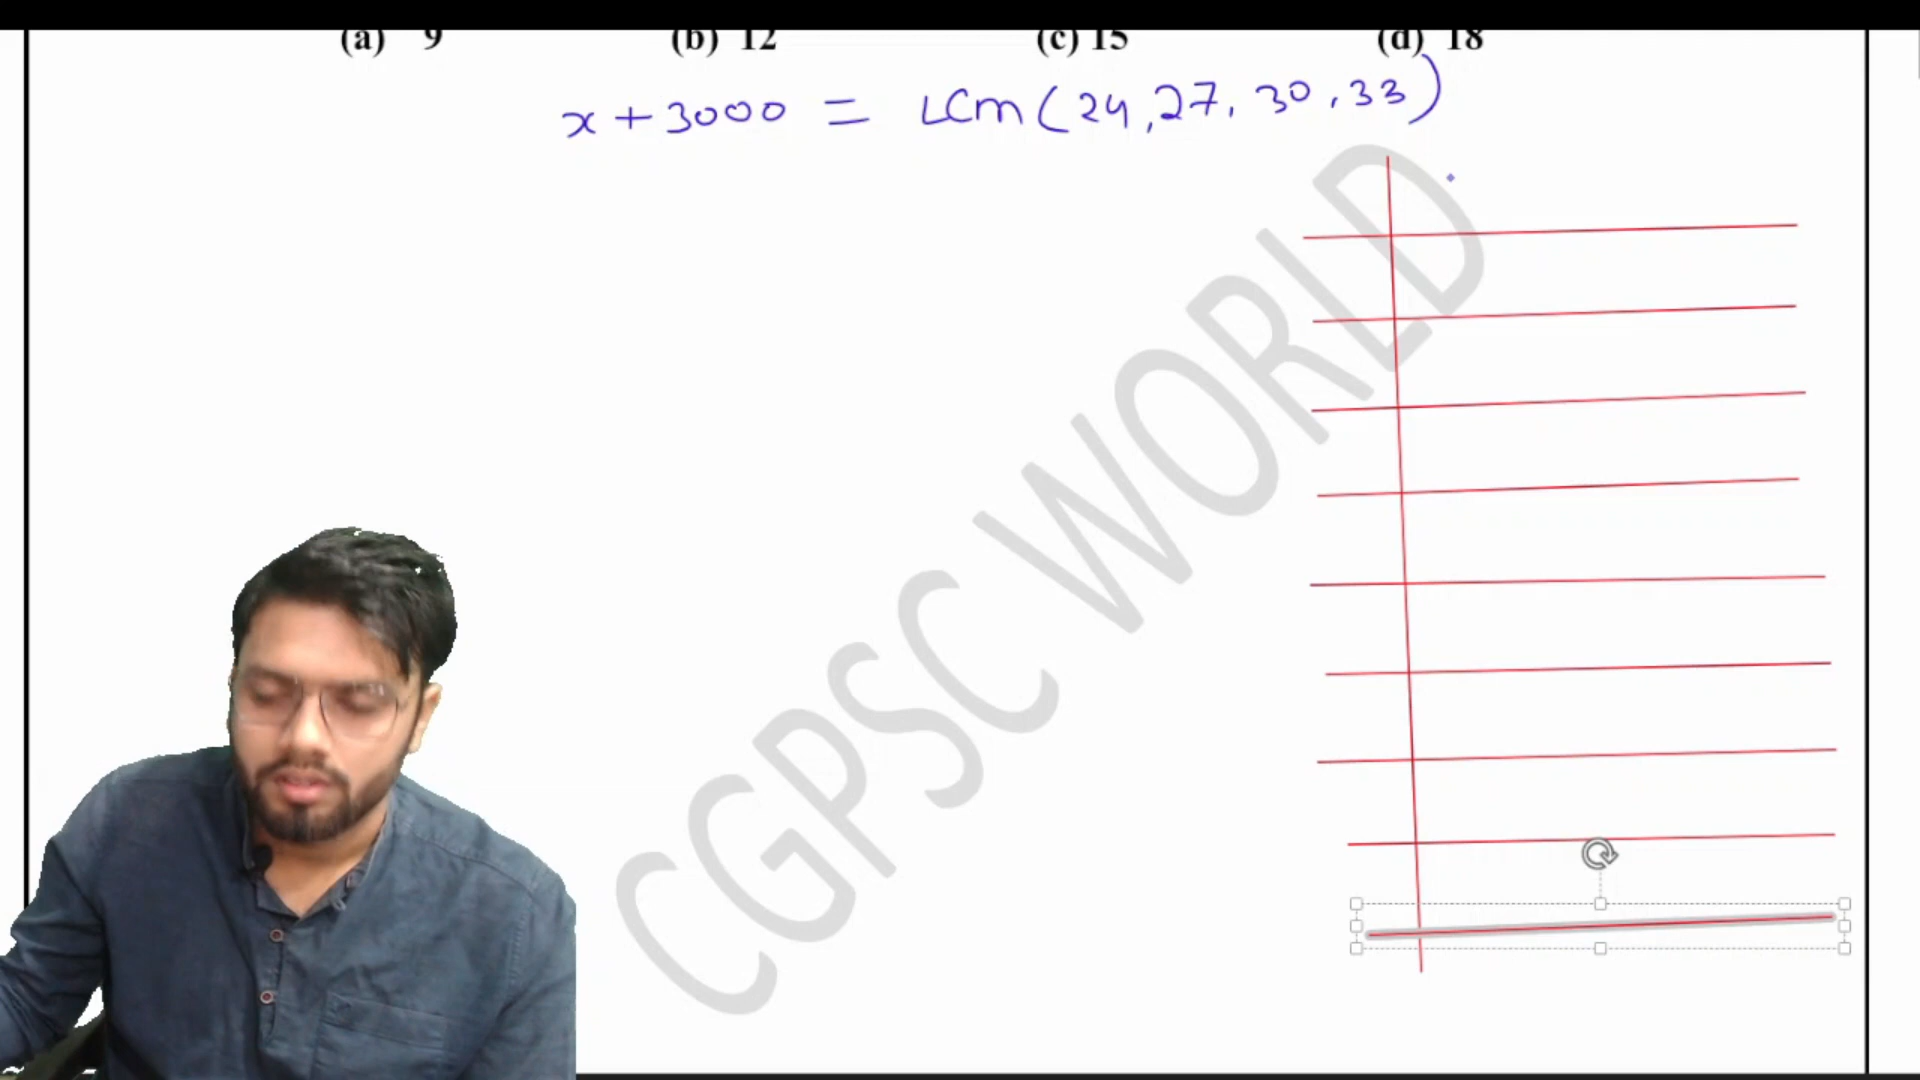 (a) 9 (b) 12 (c) 15 (d) 18
x + 3000 = LCm (24, 27, 30, 33)
CGPSC WORLD